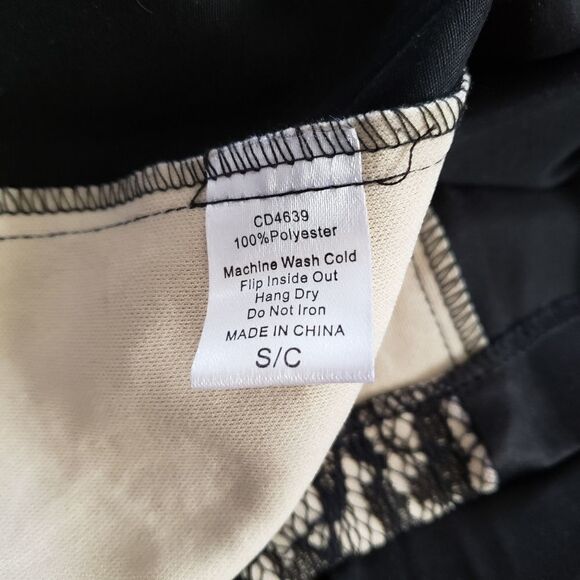 CD4639
100%Polyester
Machine Wash Cold
Flip Inside Out
Hang Dry
Do Not Iron
MADE IN CHINA
S/C